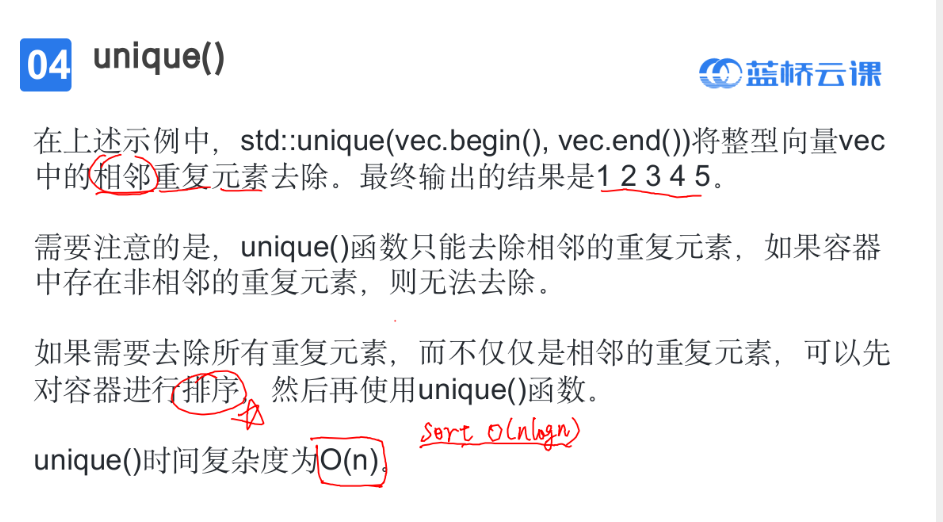 04 unique()
蓝桥云课
在上述示例中，std::unique(vec.begin(), vec.end())将整型向量vec
中的相邻重复元素去除。最终输出的结果是1 2 3 4 5。
需要注意的是，unique()函数只能去除相邻的重复元素，如果容器
中存在非相邻的重复元素，则无法去除。
如果需要去除所有重复元素，而不仅仅是相邻的重复元素，可以先
对容器进行排序，然后再使用unique()函数。
sort O(nlogn)
unique()时间复杂度为O(n)。